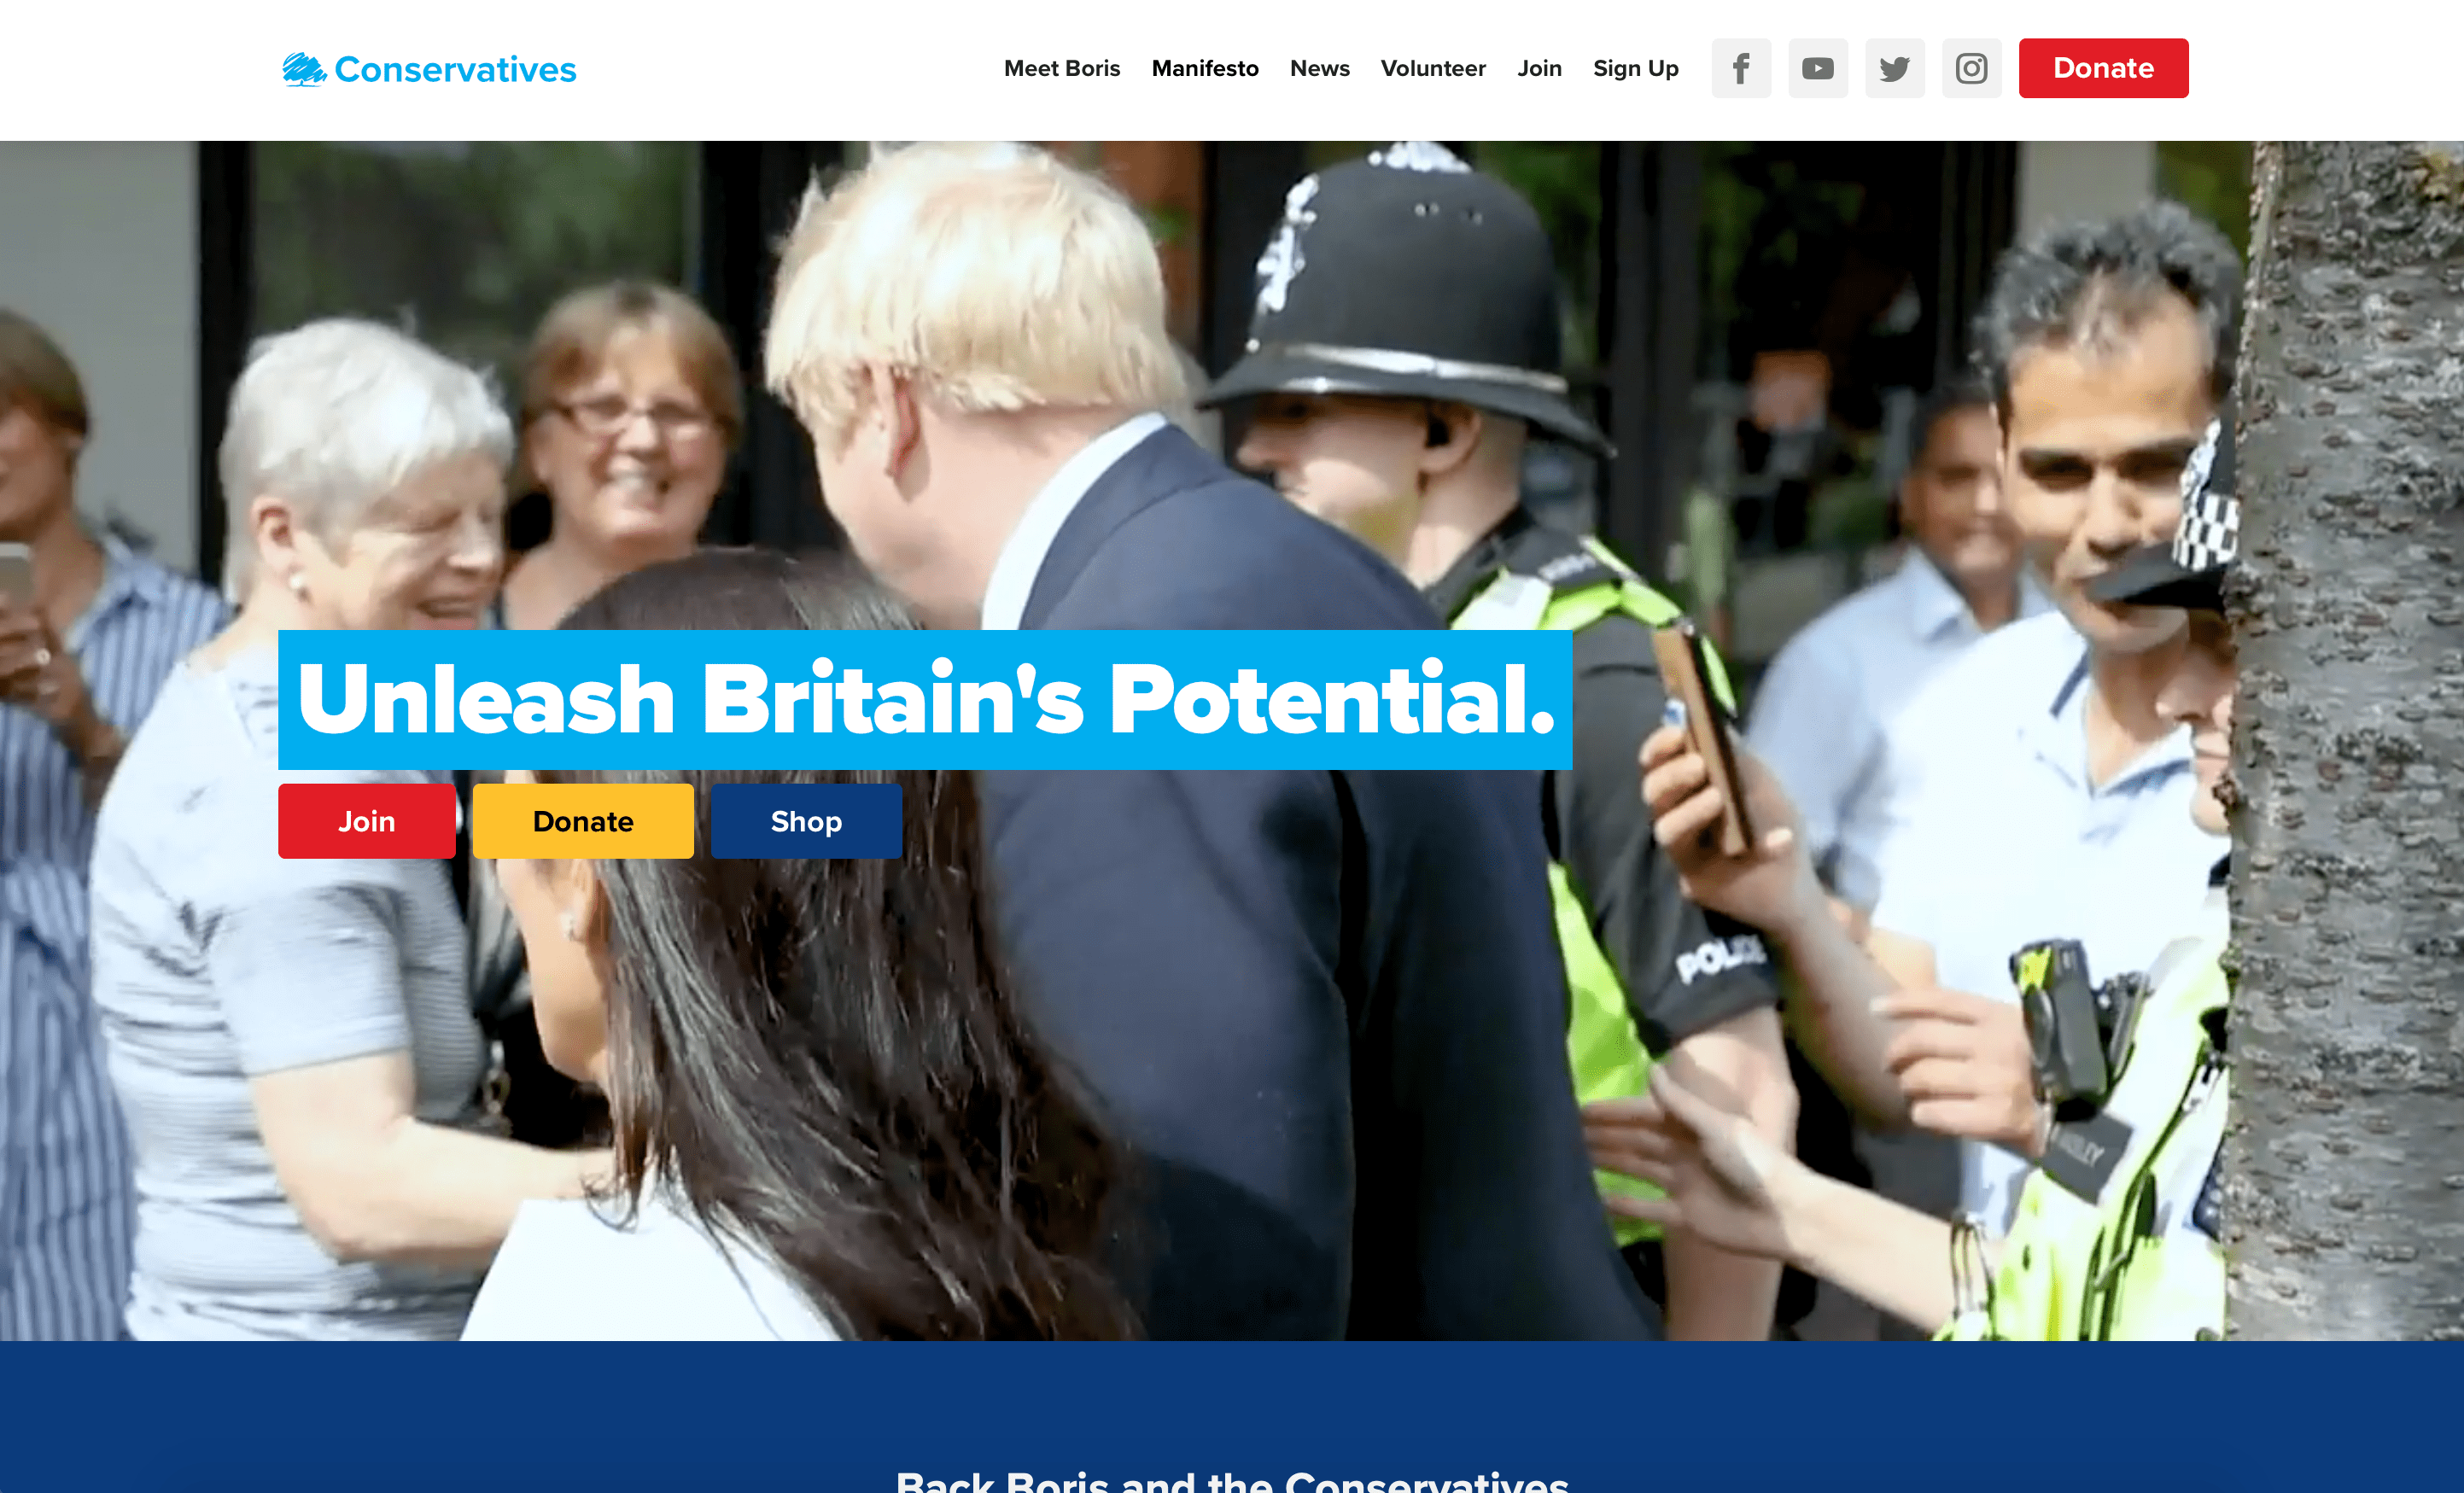 Conservatives
Meet Boris Manifesto News Volunteer Join Sign Up Donate
Unleash Britain's Potential.
Join Donate Shop
POLICE
Back Boris and the Conservatives